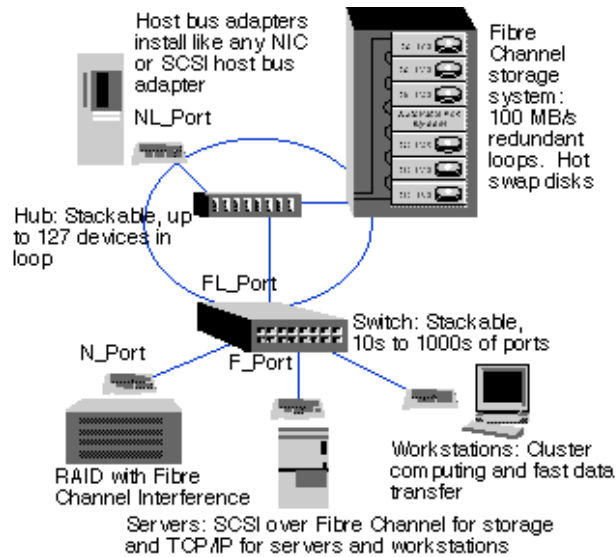 Host bus adapters
install like any NIC
or SCSI host bus
adapter
NL_Port
Fibre
Channel
storage
system:
100 MB/s
redundant
loops. Hot
swap disks
Hub: Stackable, up
to 127 devices in
loop
FL_Port
Switch: Stackable,
10s to 1000s of ports
N_Port
F_Port
RAID with Fibre
Channel Interference
Workstations: Cluster
computing and fast data
transfer
Servers: SCSI over Fibre Channel for storage
and TCP/IP for servers and workstations